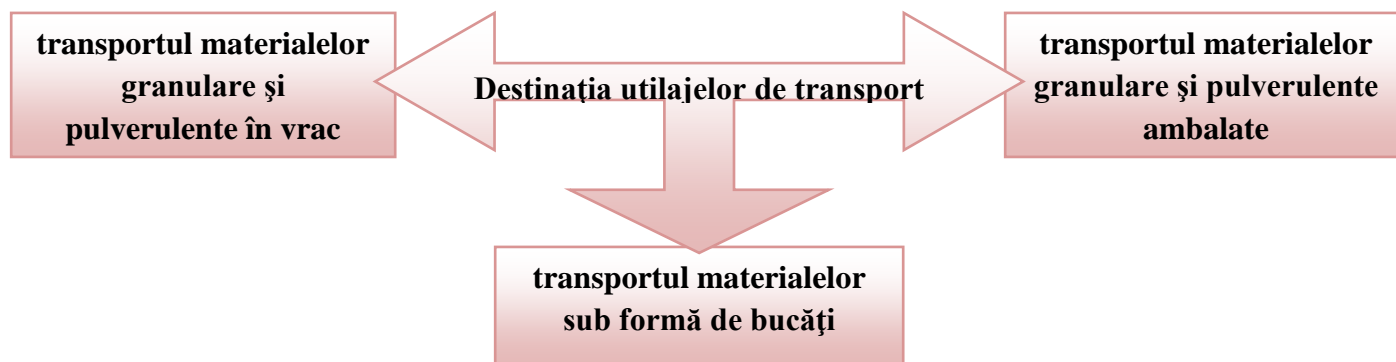 transportul materialelor
granulare şi
pulverulente în vrac
Destinaţia utilajelor de transport
transportul materialelor
granulare şi pulverulente
ambalate
transportul materialelor
sub formă de bucăţi